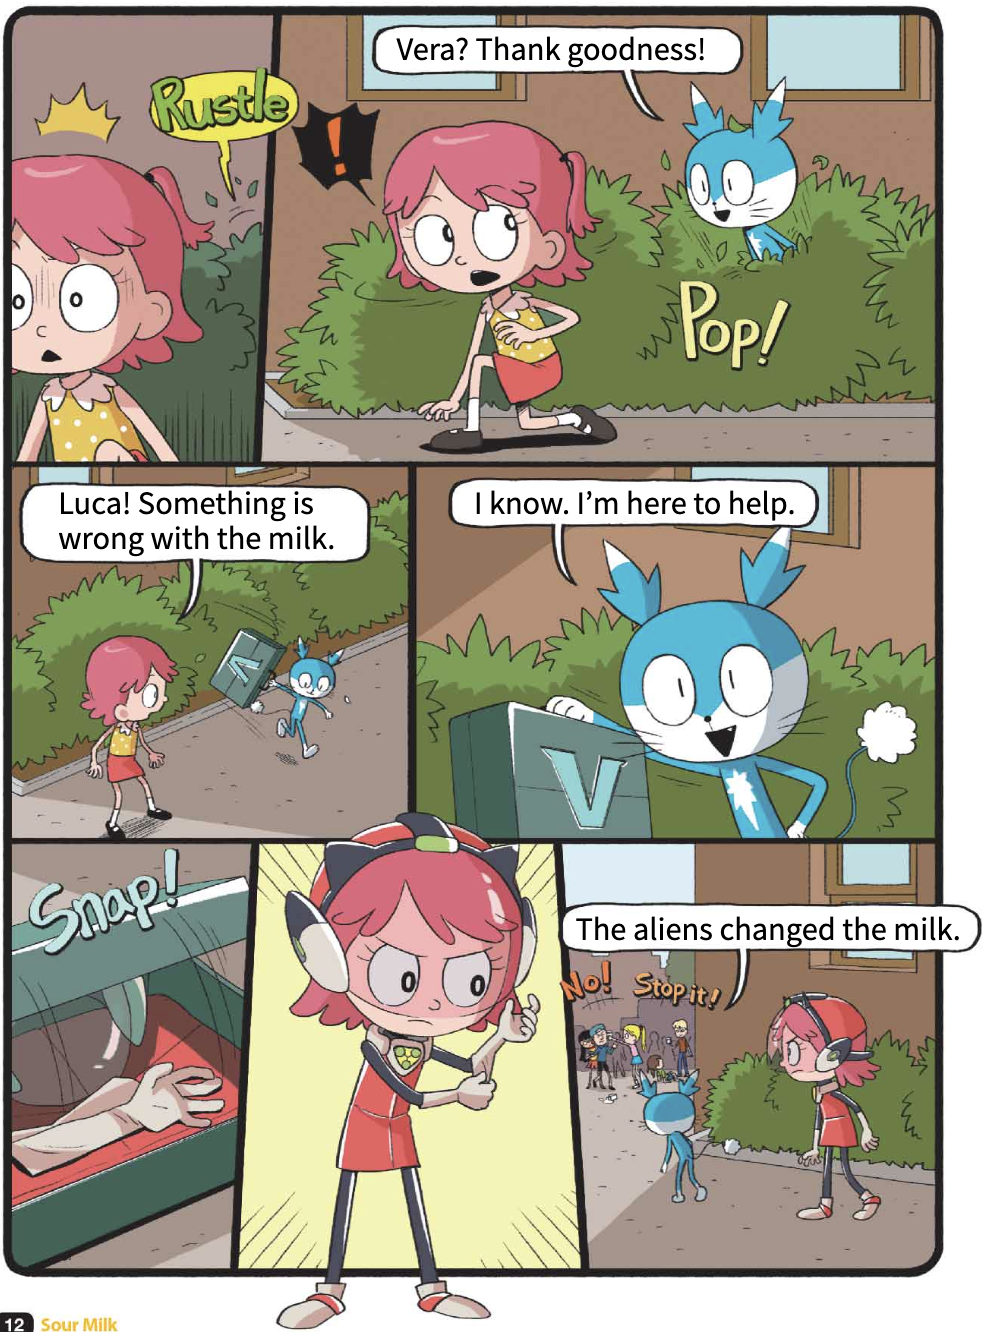 Rustle
!
Vera? Thank goodness!
Pop!
Luca! Something is
wrong with the milk.
V
I know. I'm here to help.
V
Snap!
The aliens changed the milk.
No! Stop it!
12 Sour Milk